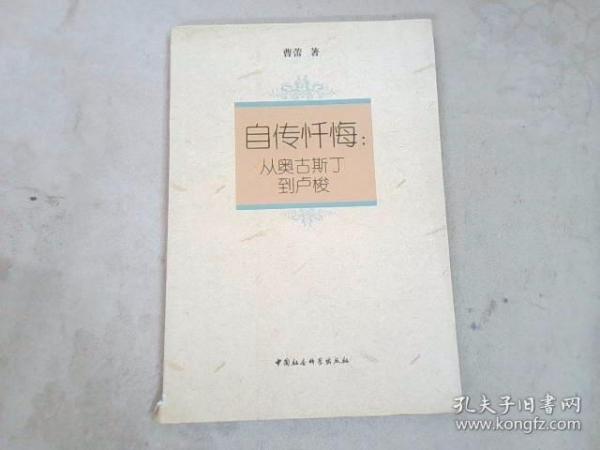 曹蕾 著
自传忏悔:
从奥古斯丁
到卢梭
中国社会科学出版社
孔夫子旧书网
www.kongfz.com